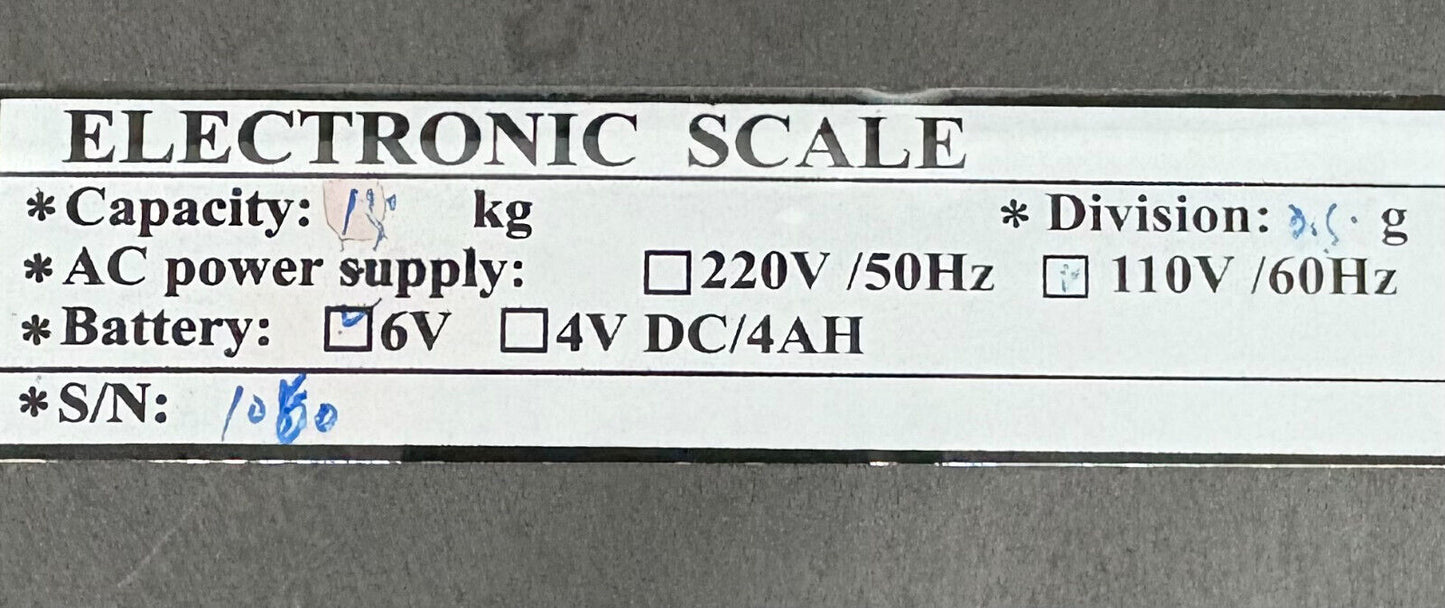 ELECTRONIC SCALE
*Capacity: kg * Division: g
*AC power supply: □220V /50Hz □ 110V /60Hz
*Battery: ☑6V □4V DC/4AH
*S/N: